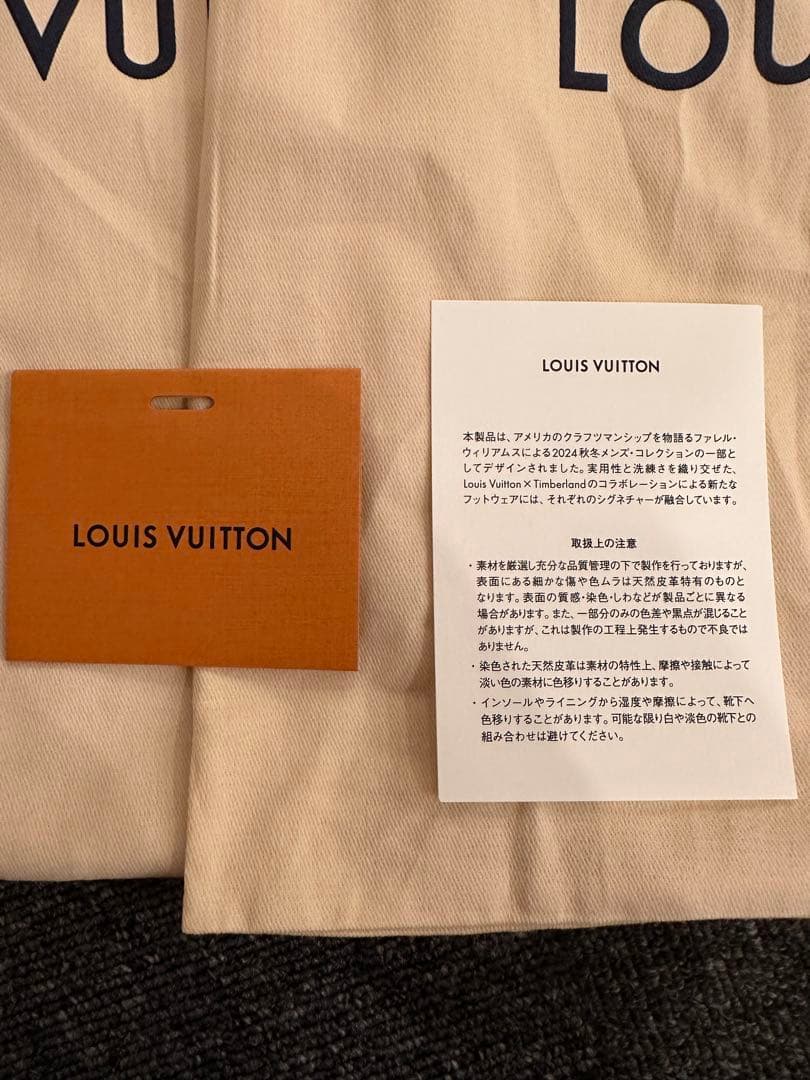 VU
LOU
LOUIS VUITTON
LOUIS VUITTON
本製品は、アメリカのクラフツマンシップを物語るファレル・
ウィリアムスによる2024秋冬メンズ・コレクションの一部と
してデザインされました。実用性と洗練さを織り交ぜた、
Louis Vuitton×Timberlandのコラボレーションによる新たな
フットウェアには、それぞれのシグネチャーが融合しています。
取扱上の注意
・素材を厳選し充分な品質管理の下で製作を行っておりますが、
表面にある細かな傷や色ムラは天然皮革特有のものと
なります。表面の質感・染色・しわなどが製品ごとに異なる
場合があります。また、一部分のみの色差や黒点が混じること
がありますが、これは製作の工程上発生するもので不良では
ありません。
・染色された天然皮革は素材の特性上、摩擦や接触によって
淡い色の素材に色移りすることがあります。
・インソールやライニングから湿度や摩擦によって、靴下へ
色移りすることがあります。可能な限り白や淡色の靴下との
組み合わせは避けてください。